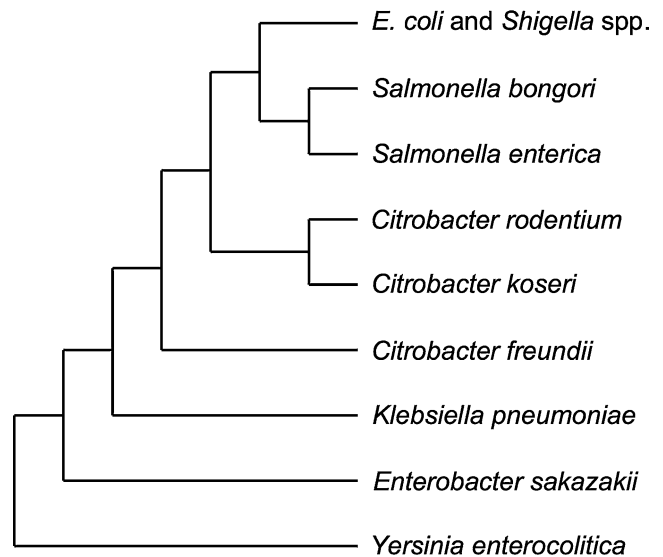 E. coli and Shigella spp.
Salmonella bongori
Salmonella enterica
Citrobacter rodentium
Citrobacter koseri
Citrobacter freundii
Klebsiella pneumoniae
Enterobacter sakazakii
Yersinia enterocolitica